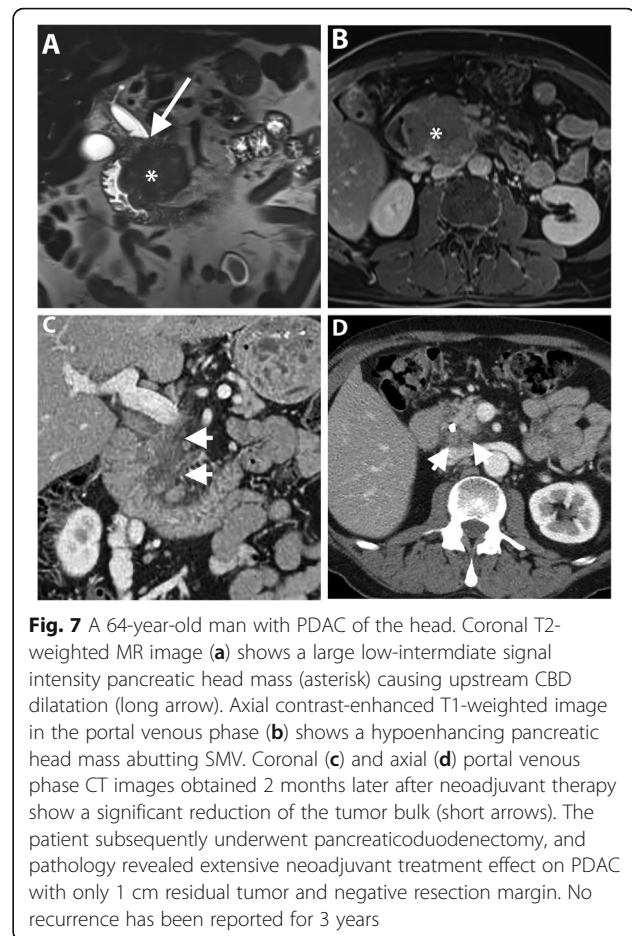 A
B
*
*
C
D
Fig. 7 A 64-year-old man with PDAC of the head. Coronal T2-
weighted MR image (a) shows a large low-intermdiate signal
intensity pancreatic head mass (asterisk) causing upstream CBD
dilatation (long arrow). Axial contrast-enhanced T1-weighted image
in the portal venous phase (b) shows a hypoenhancing pancreatic
head mass abutting SMV. Coronal (c) and axial (d) portal venous
phase CT images obtained 2 months later after neoadjuvant therapy
show a significant reduction of the tumor bulk (short arrows). The
patient subsequently underwent pancreaticoduodenectomy, and
pathology revealed extensive neoadjuvant treatment effect on PDAC
with only 1 cm residual tumor and negative resection margin. No
recurrence has been reported for 3 years